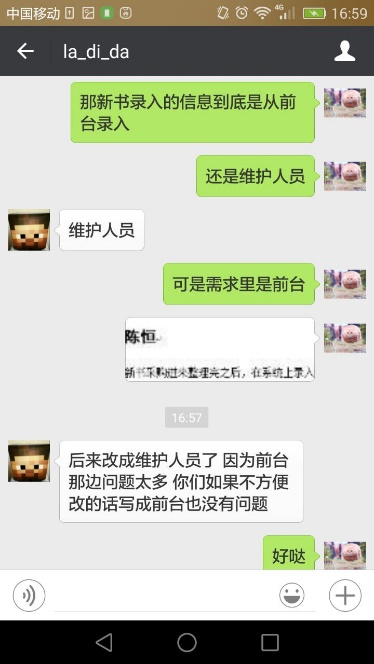 中国移动 4G 16:59
la_di_da
那新书录入的信息到底是从前
台录入
还是维护人员
维护人员
可是需求里是前台
陈恒
新书采购进来整理完之后，在系统上录入
16:57
后来改成维护人员了 因为前台
那边问题太多 你们如果不方便
改的话写成前台也没有问题
好哒